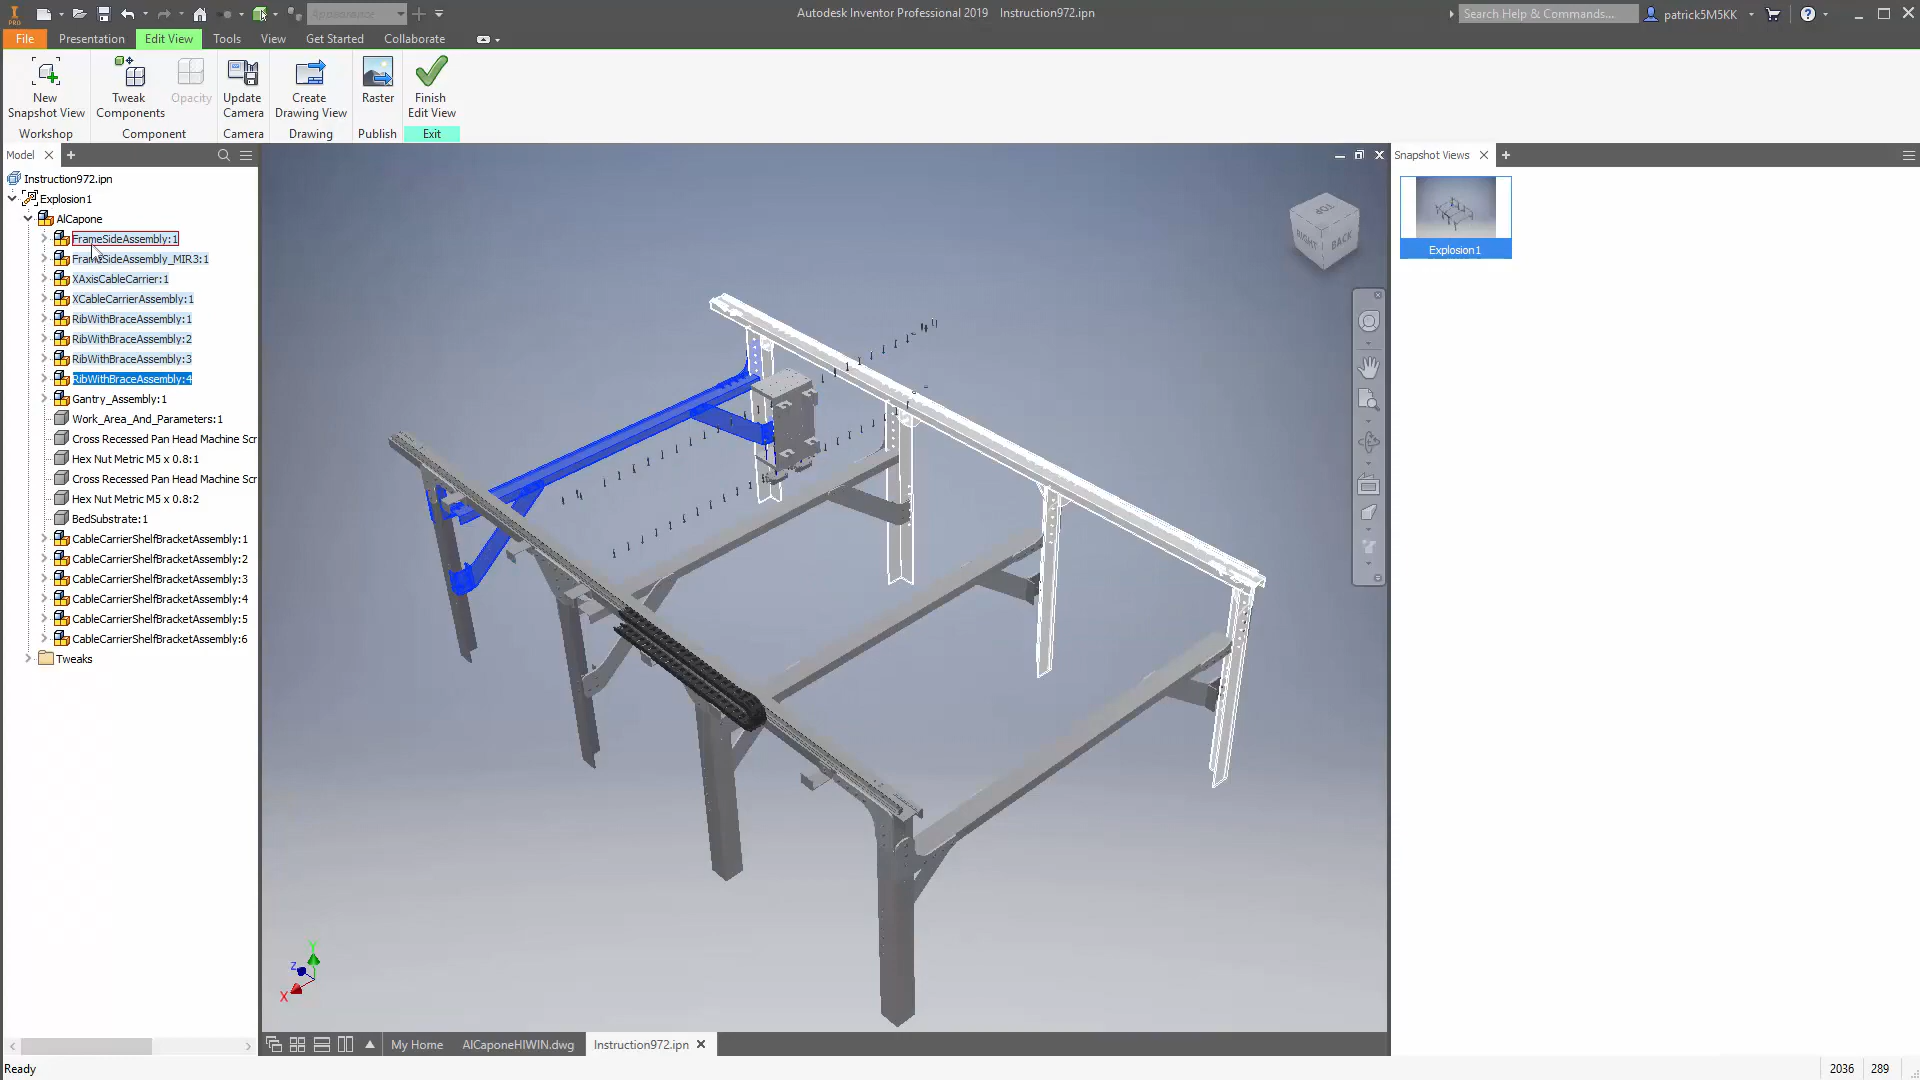 PRO
Appearance
Autodesk Inventor Professional 2019 Instruction972.ipn
Search Help & Commands...
patrick5M5KK
File
Presentation
Edit View
Tools
View
Get Started
Collaborate
New
Snapshot View
Tweak
Components
Opacity
Update
Camera
Create
Drawing View
Raster
Finish
Edit View
Workshop
Component
Camera
Drawing
Publish
Exit
Model
Instruction972.ipn
Explosion1
AlCapone
FrameSideAssembly:1
FrameSideAssembly_MIR3:1
XAxisCableCarrier:1
XCableCarrierAssembly:1
RibWithBraceAssembly:1
RibWithBraceAssembly:2
RibWithBraceAssembly:3
RibWithBraceAssembly:4
Gantry_Assembly:1
Work_Area_And_Parameters:1
Cross Recessed Pan Head Machine Scr
Hex Nut Metric M5 x 0.8:1
Cross Recessed Pan Head Machine Scr
Hex Nut Metric M5 x 0.8:2
BedSubstrate:1
CableCarrierShelfBracketAssembly:1
CableCarrierShelfBracketAssembly:2
CableCarrierShelfBracketAssembly:3
CableCarrierShelfBracketAssembly:4
CableCarrierShelfBracketAssembly:5
CableCarrierShelfBracketAssembly:6
Tweaks
TOP
RIGHT
BACK
Y
Z
X
Snapshot Views
Explosion1
My Home
AlCaponeHIWIN.dwg
Instruction972.ipn
Ready
2036
289